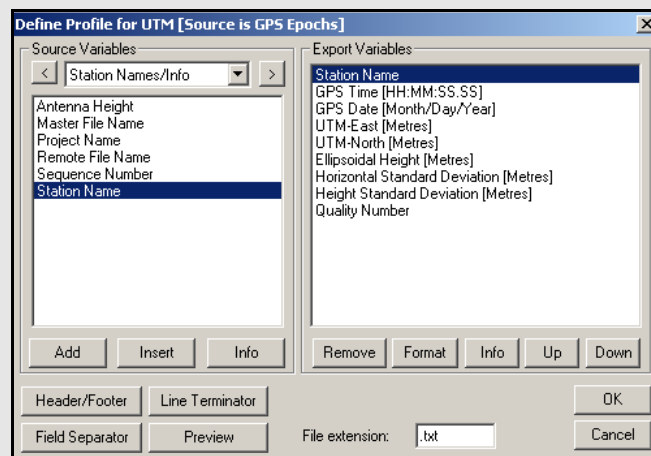 Define Profile for UTM [Source is GPS Epochs]
Source Variables
<
Station Names/Info
>
Antenna Height
Master File Name
Project Name
Remote File Name
Sequence Number
Station Name
Add
Insert
Info
Export Variables
Station Name
GPS Time [HH:MM:SS.SS]
GPS Date [Month/Day/Year]
UTM-East [Metres]
UTM-North [Metres]
Ellipsoidal Height [Metres]
Horizontal Standard Deviation [Metres]
Height Standard Deviation [Metres]
Quality Number
Remove
Format
Info
Up
Down
Header/Footer
Line Terminator
Field Separator
Preview
File extension:
.txt
OK
Cancel